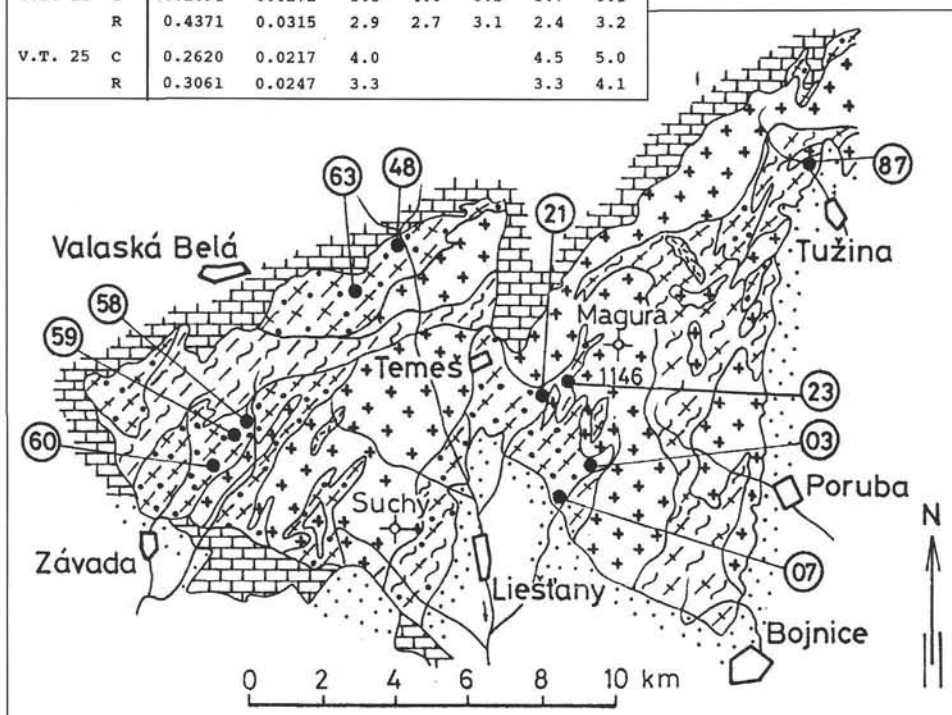 R 0.4371 0.0315 2.9 2.7 3.1 2.4 3.2
V.T. 25 C 0.2620 0.0217 4.0 4.5 5.0
R 0.3061 0.0247 3.3 3.3 4.1
63
48
21
87
Valaská Belá
Tužina
58
Magura
59
Temeš
1146
23
60
03
Suchý
Poruba
N
Závada
07
Liešťany
Bojnice
0 2 4 6 8 10 km